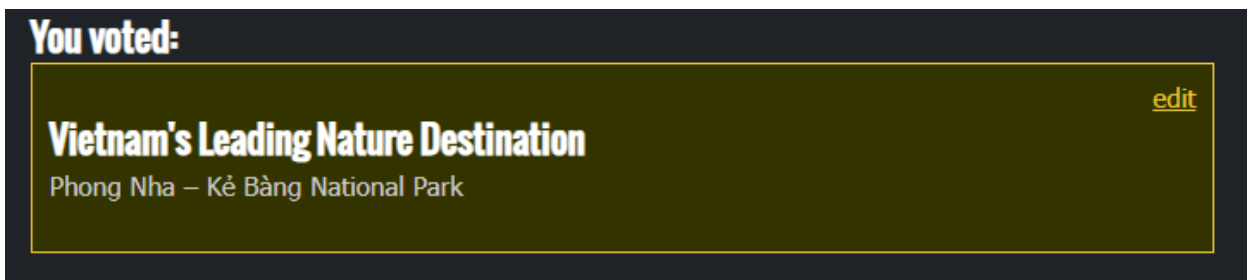 You voted:
edit
Vietnam's Leading Nature Destination
Phong Nha – Kẻ Bàng National Park